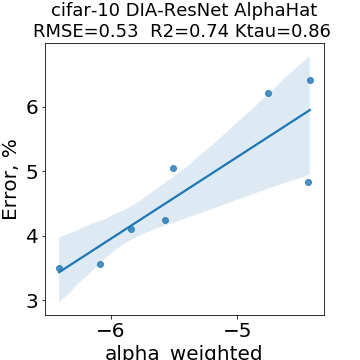 cifar-10 DIA-ResNet AlphaHat
RMSE=0.53 R2=0.74 Ktau=0.86
Error, %
6
5
4
3
−6
−5
alpha_weighted